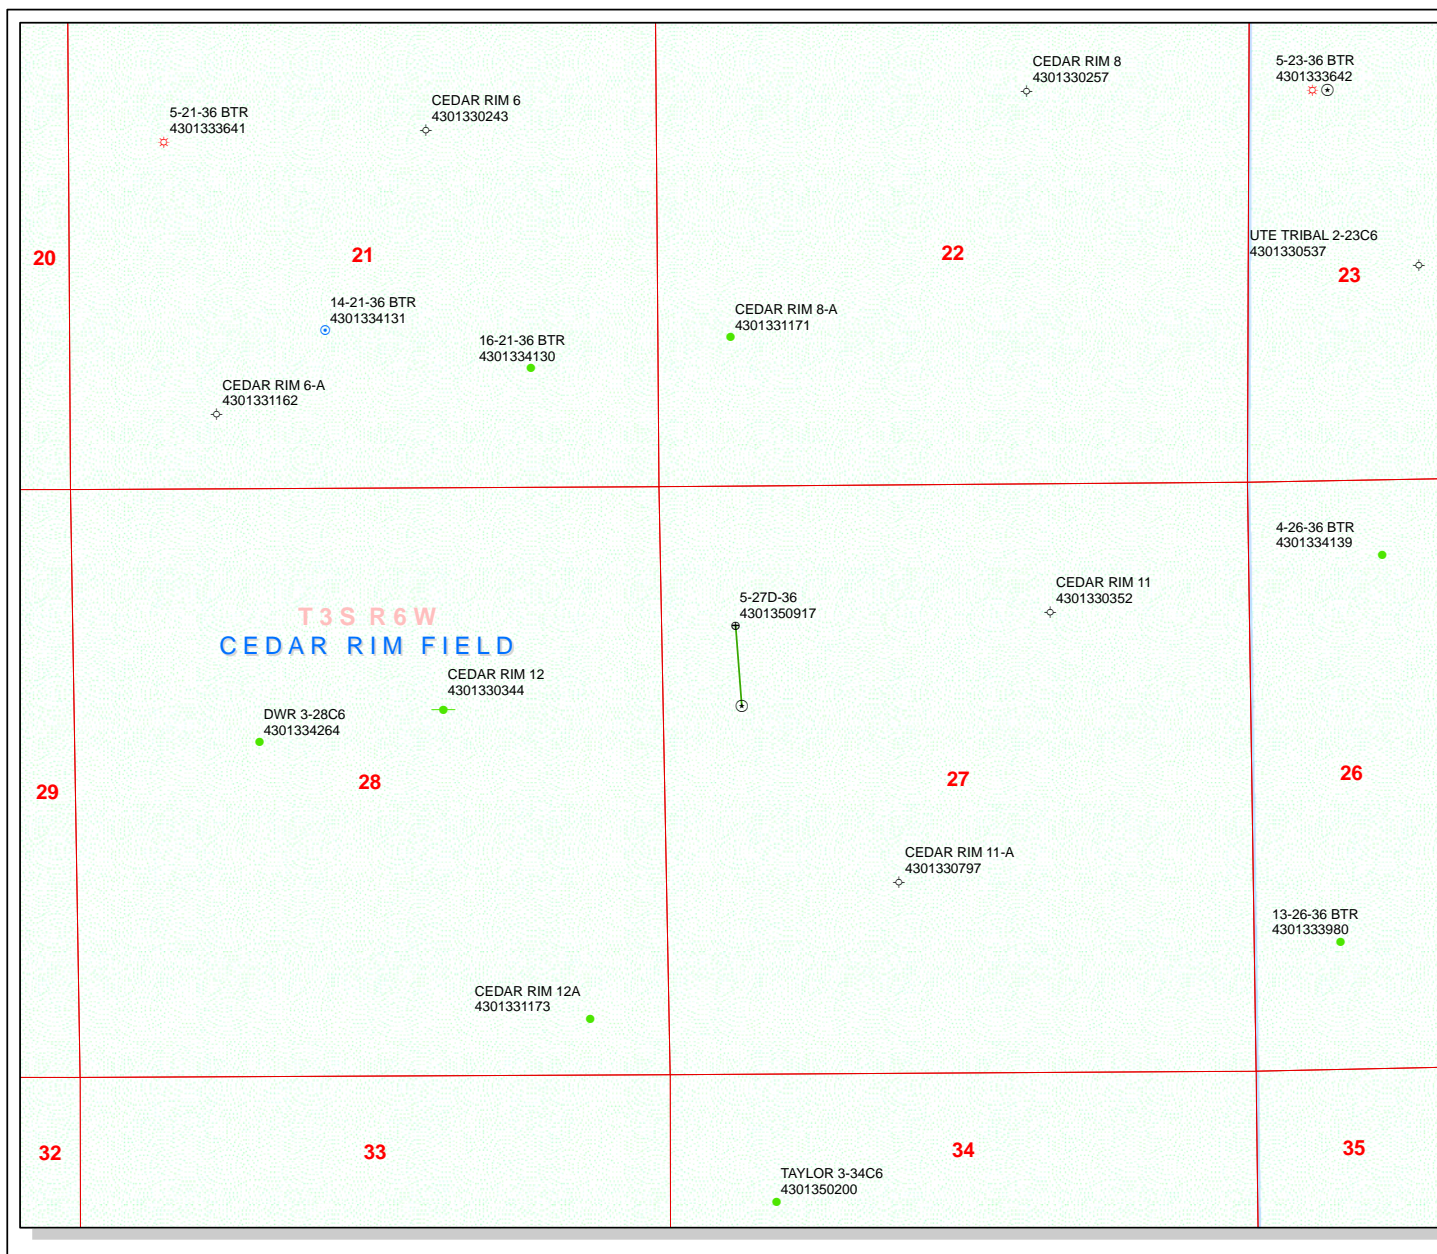 CEDAR RIM 8
4301330257
5-23-36 BTR
4301333642
5-21-36 BTR
4301333641
CEDAR RIM 6
4301330243
20
21
22
UTE TRIBAL 2-23C6
4301330537
23
14-21-36 BTR
4301334131
16-21-36 BTR
4301334130
CEDAR RIM 8-A
4301331171
CEDAR RIM 6-A
4301331162
4-26-36 BTR
4301334139
T3S R6W
CEDAR RIM FIELD
5-27D-36
4301350917
CEDAR RIM 11
4301330352
CEDAR RIM 12
4301330344
DWR 3-28C6
4301334264
29
28
27
26
CEDAR RIM 11-A
4301330797
13-26-36 BTR
4301333980
CEDAR RIM 12A
4301331173
32
33
34
35
TAYLOR 3-34C6
4301350200